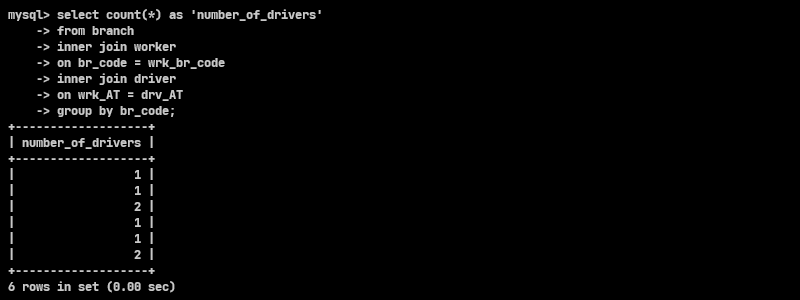 mysql> select count(*) as 'number_of_drivers'
    -> from branch
    -> inner join worker
    -> on br_code = wrk_br_code
    -> inner join driver
    -> on wrk_AT = drv_AT
    -> group by br_code;
+-------------------+
| number_of_drivers |
+-------------------+
|                 1 |
|                 1 |
|                 2 |
|                 1 |
|                 1 |
|                 2 |
+-------------------+
6 rows in set (0.00 sec)